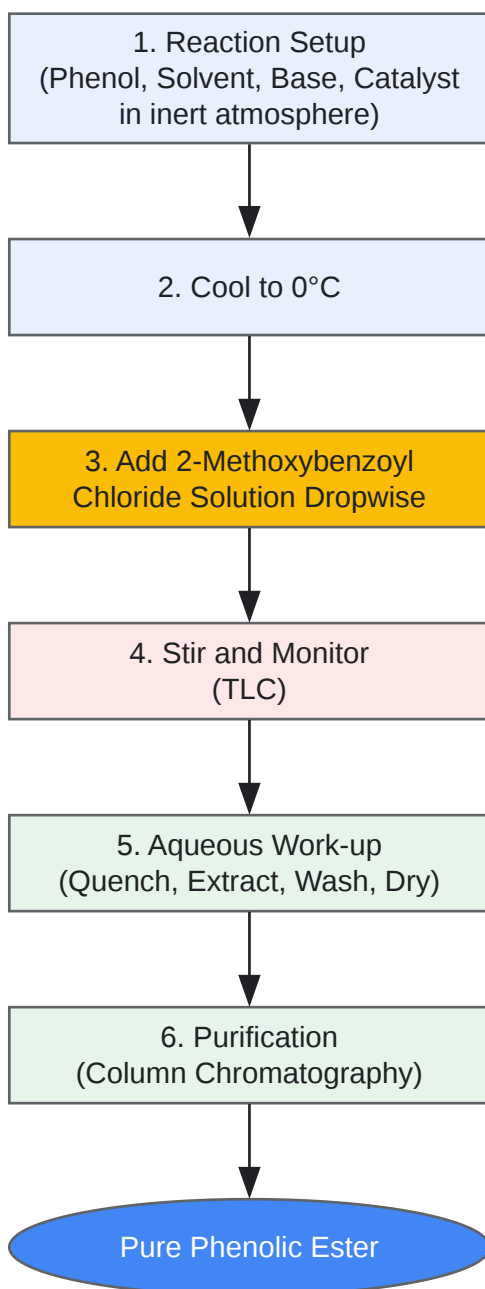 1. Reaction Setup
(Phenol, Solvent, Base, Catalyst
in inert atmosphere)
2. Cool to 0°C
3. Add 2-Methoxybenzoyl
Chloride Solution Dropwise
4. Stir and Monitor
(TLC)
5. Aqueous Work-up
(Quench, Extract, Wash, Dry)
6. Purification
(Column Chromatography)
Pure Phenolic Ester